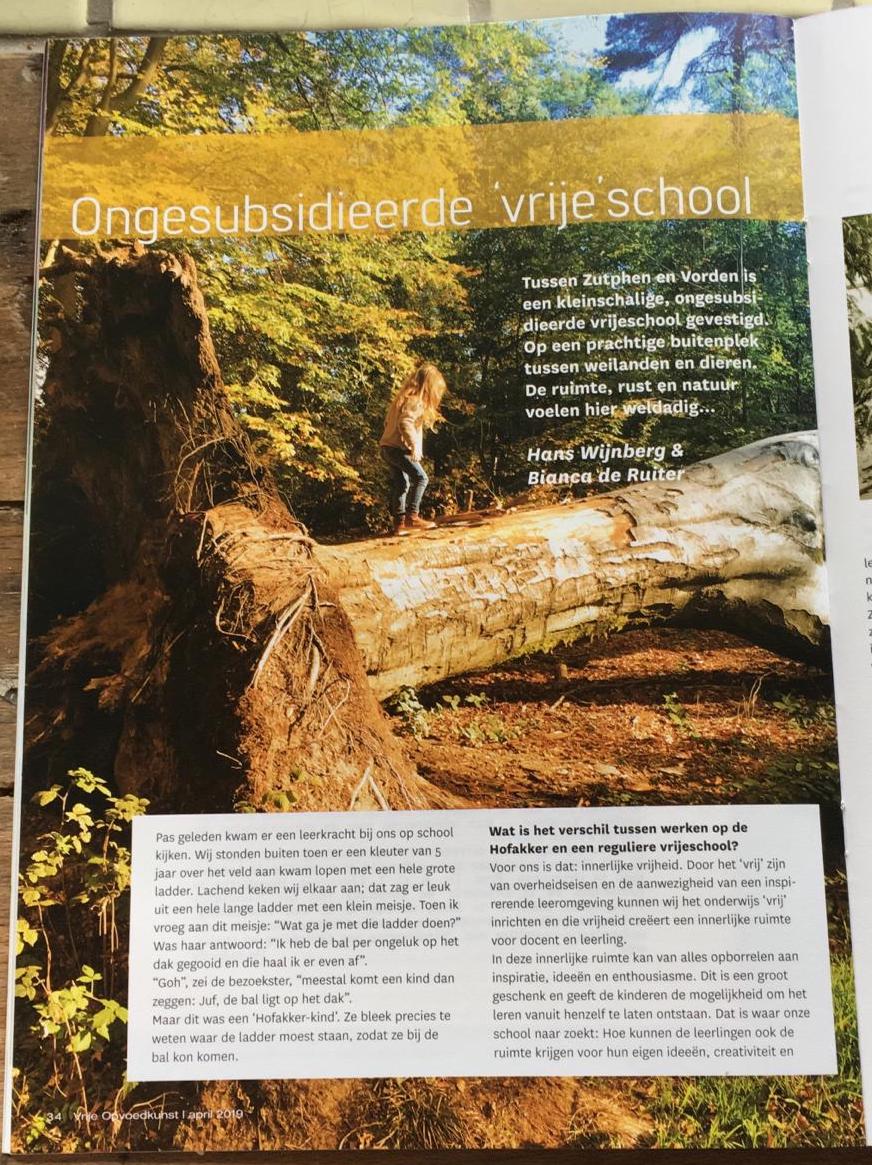 Ongesubsidieerde 'vrije' school
Tussen Zutphen en Vorden is
een kleinschalige, ongesubsi-
dieerde vrijeschool gevestigd.
Op een prachtige buitenplek
tussen weilanden en dieren.
De ruimte, rust en natuur
voelen hier weldadig...
Hans Wijnberg &
Bianca de Ruiter
Pas geleden kwam er een leerkracht bij ons op school
kijken. Wij stonden buiten toen er een kleuter van 5
jaar over het veld aan kwam lopen met een hele grote
ladder. Lachend keken wij elkaar aan; dat zag er leuk
uit een hele lange ladder met een klein meisje. Toen ik
vroeg aan dit meisje: “Wat ga je met die ladder doen?”
Was haar antwoord: “Ik heb de bal per ongeluk op het
dak gegooid en die haal ik er even af”.
“Goh”, zei de bezoekster, “meestal komt een kind dan
zeggen: Juf, de bal ligt op het dak”.
Maar dit was een ‘Hofakker-kind’. Ze bleek precies te
weten waar de ladder moest staan, zodat ze bij de
bal kon komen.
Wat is het verschil tussen werken op de
Hofakker en een reguliere vrijeschool?
Voor ons is dat: innerlijke vrijheid. Door het ‘vrij’ zijn
van overheidseisen en de aanwezigheid van een inspi-
rerende leeromgeving kunnen wij het onderwijs ‘vrij’
inrichten en die vrijheid creëert een innerlijke ruimte
voor docent en leerling.
In deze innerlijke ruimte kan van alles opborrelen aan
inspiratie, ideeën en enthousiasme. Dit is een groot
geschenk en geeft de kinderen de mogelijkheid om het
leren vanuit henzelf te laten ontstaan. Dat is waar onze
school naar zoekt: Hoe kunnen de leerlingen ook de
ruimte krijgen voor hun eigen ideeën, creativiteit en
34 Vrije Opvoedkunst | april 2019